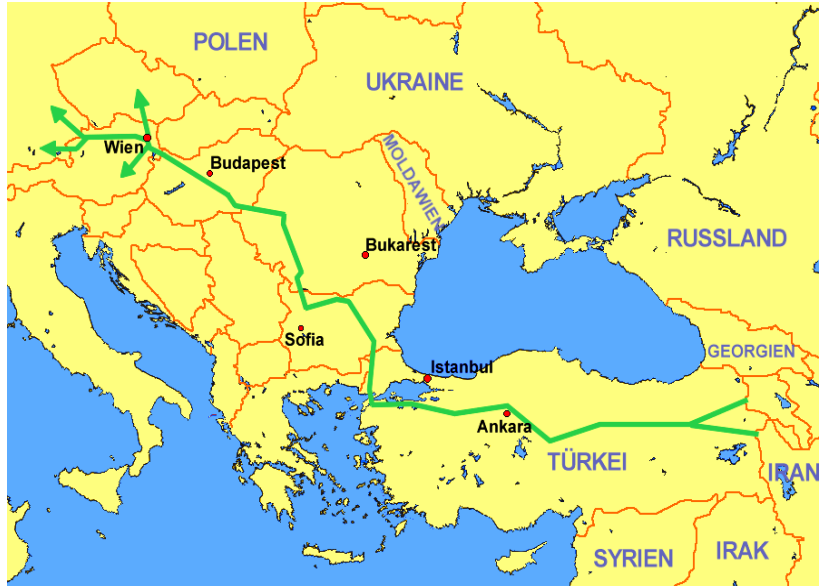 POLEN
UKRAINE
Wien
Budapest
MOLDAWIEN
Bukarest
RUSSLAND
Sofia
Istanbul
GEORGIEN
Ankara
TÜRKEI
IRAN
SYRIEN
IRAK